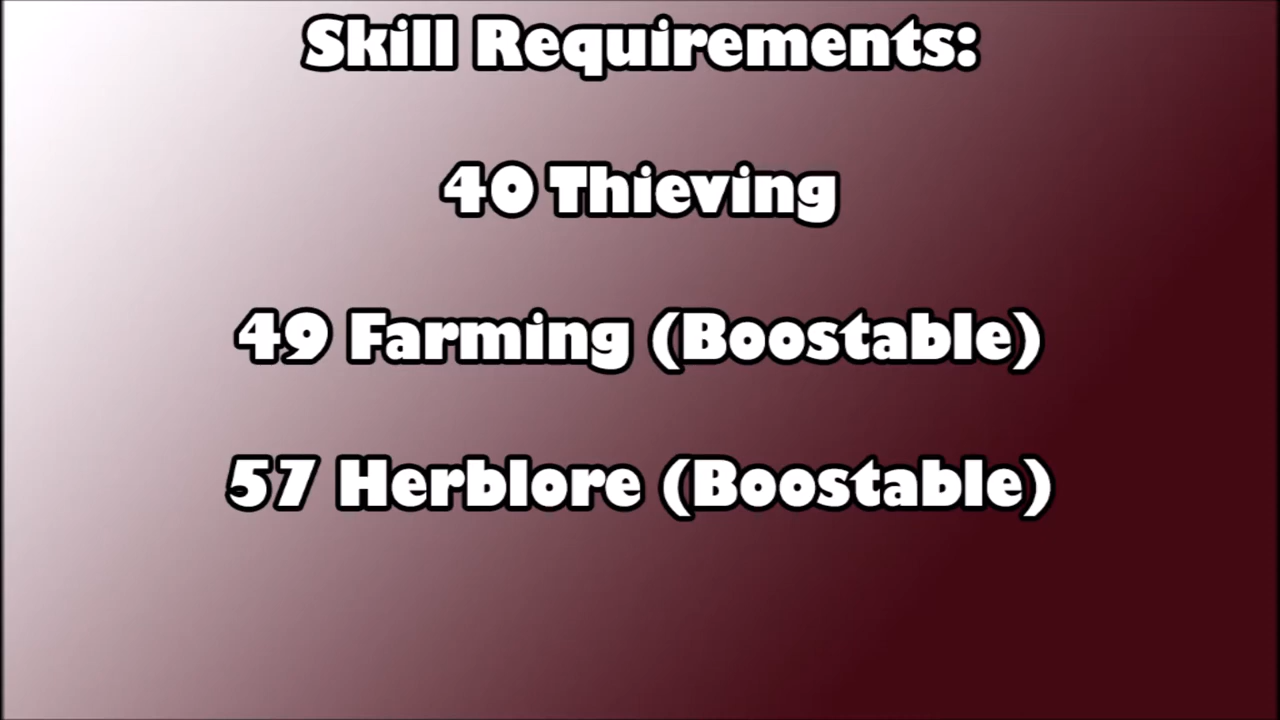 Skill Requirements:
40 Thieving
49 Farming (Boostable)
57 Herblore (Boostable)